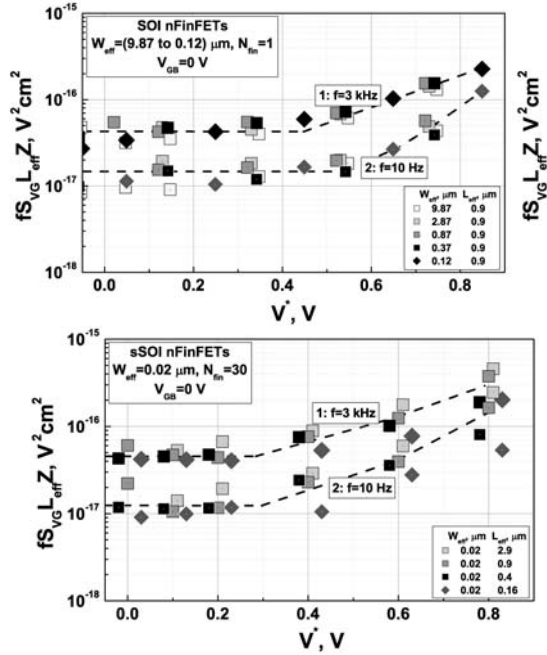 SOI nFinFETs
W_eff=(9.87 to 0.12) μm, N_fin=1
V_GB=0 V
10^-15
10^-16
10^-17
10^-18
fS_VG L_eff Z, V^2cm^2
fS_VG L_eff Z, V^2cm^2
1: f=3 kHz
2: f=10 Hz
W_eff, μm L_eff, μm
9.87 0.9
2.87 0.9
0.87 0.9
0.37 0.9
0.12 0.9
0.0 0.2 0.4 0.6 0.8
V*, V
sSOI nFinFETs
W_eff=0.02 μm, N_fin=30
V_GB=0 V
10^-15
10^-16
10^-17
10^-18
fS_VG L_eff Z, V^2cm^2
1: f=3 kHz
2: f=10 Hz
W_eff, μm L_eff, μm
0.02 2.9
0.02 0.9
0.02 0.4
0.02 0.16
0.0 0.2 0.4 0.6 0.8
V*, V